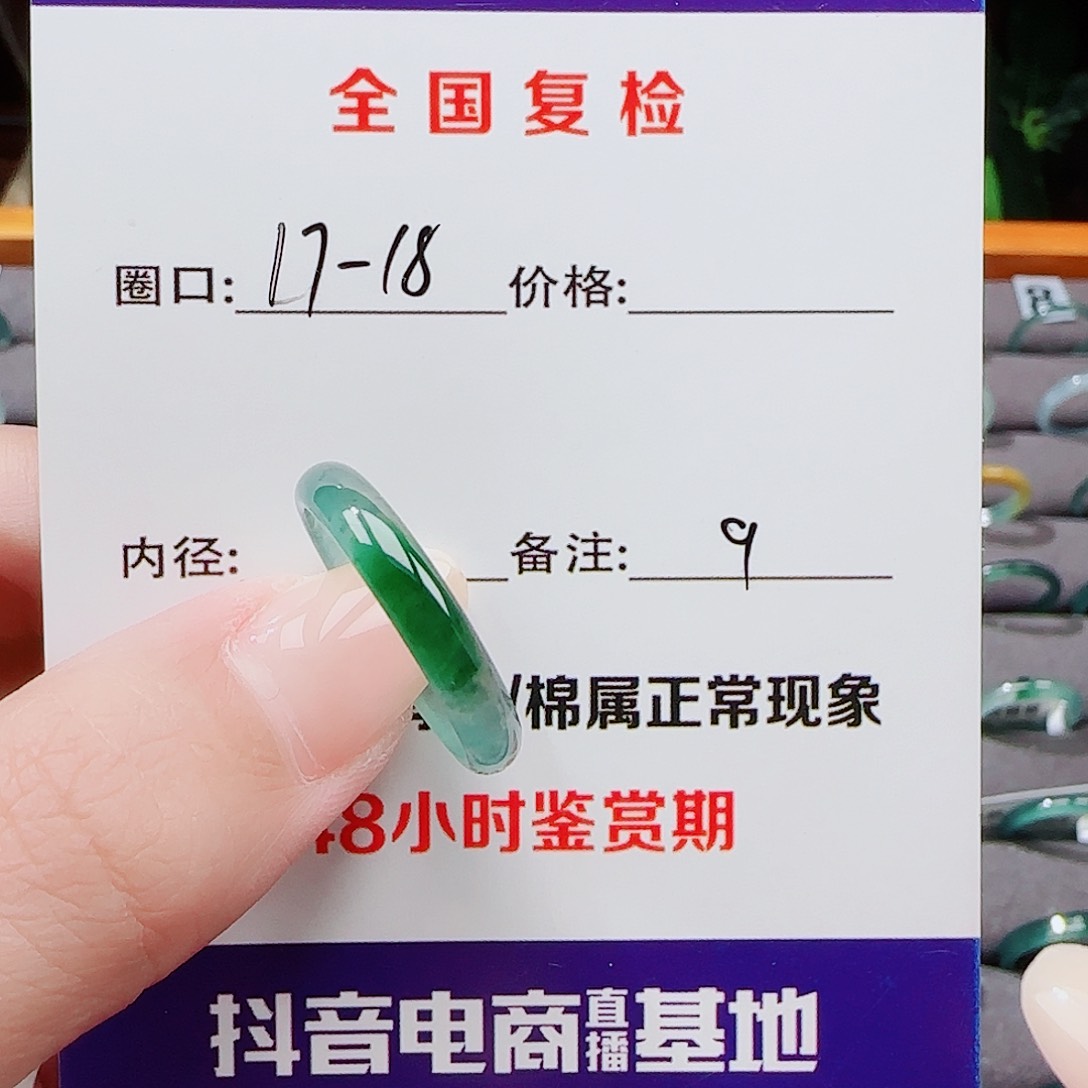 全国复检
圈口: 17-18 价格:
内径: 备注: 9
/棉属正常现象
48小时鉴赏期
抖音电商直播基地